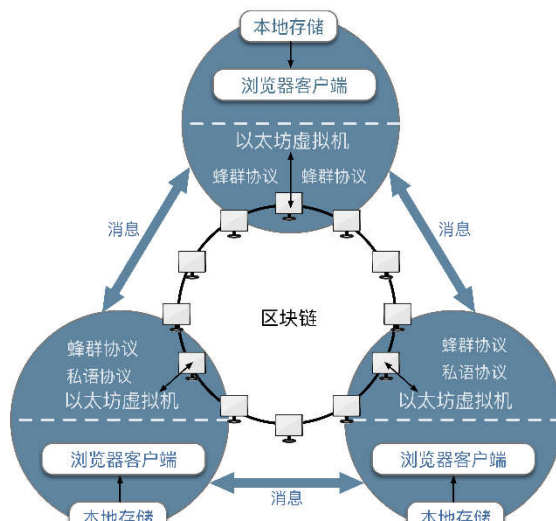 本地存储
浏览器客户端
以太坊虚拟机
蜂群协议 蜂群协议
消息 消息
区块链
蜂群协议
私语协议
以太坊虚拟机
浏览器客户端
本地存储
蜂群协议
私语协议
以太坊虚拟机
浏览器客户端
本地存储
消息